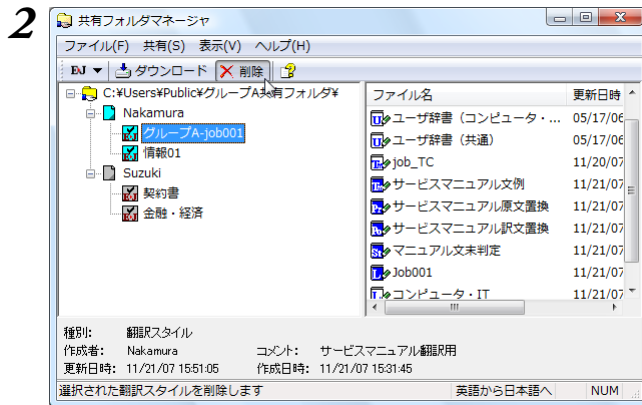 2
共有フォルダマネージャ
ファイル(F) 共有(S) 表示(V) ヘルプ(H)
EJ ダウンロード 削除
C:¥Users¥Public¥グループA共有フォルダ¥
Nakamura
グループA-job001
情報01
Suzuki
契約書
金融・経済
ファイル名 更新日時
ユーザ辞書（コンピュータ・... 05/17/06
ユーザ辞書（共通） 05/17/06
job_TC 11/20/07
サービスマニュアル文例 11/21/07
サービスマニュアル原文置換 11/21/07
サービスマニュアル訳文置換 11/21/07
マニュアル文末判定 11/21/07
Job001 11/21/07
コンピュータ・IT 11/21/07
種別: 翻訳スタイル
作成者: Nakamura コメント: サービスマニュアル翻訳用
更新日時: 11/21/07 15:51:05 作成日時: 11/21/07 15:31:45
選択された翻訳スタイルを削除します 英語から日本語へ NUM